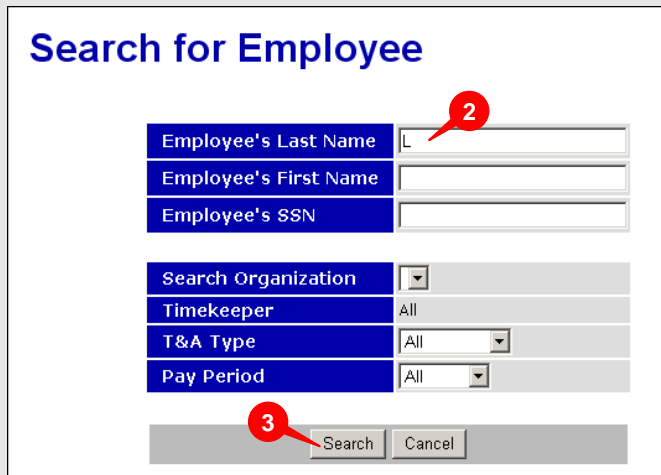 Search for Employee
2
Employee's Last Name L
Employee's First Name
Employee's SSN
Search Organization
Timekeeper All
T&A Type All
Pay Period All
3
Search Cancel